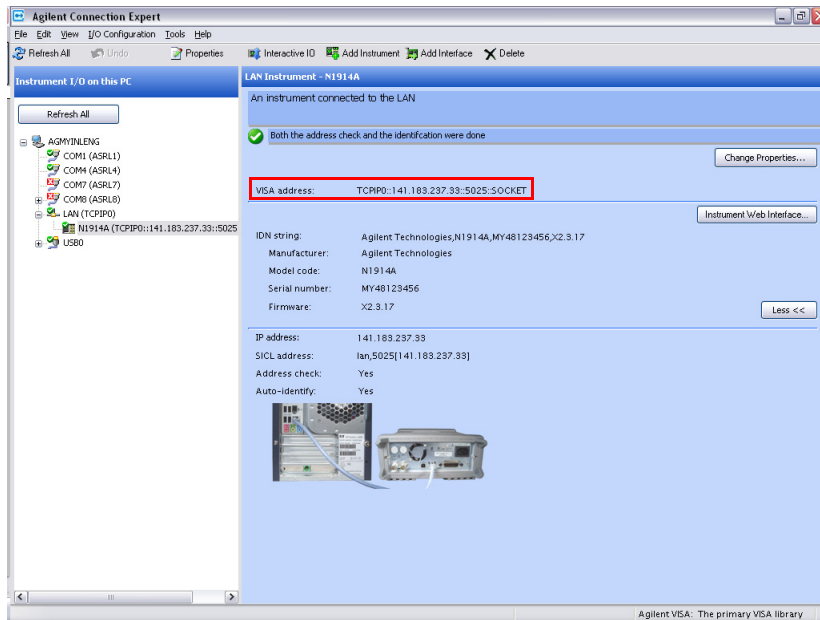 Agilent Connection Expert
File Edit View I/O Configuration Tools Help
Refresh All Undo Properties Interactive IO Add Instrument Add Interface Delete
Instrument I/O on this PC
Refresh All
AGMYINLENG
COM1 (ASRL1)
COM4 (ASRL4)
COM7 (ASRL7)
COM8 (ASRL8)
LAN (TCPIP0)
N1914A (TCPIP0::141.183.237.33::5025
USB0
LAN Instrument - N1914A
An instrument connected to the LAN
Both the address check and the identifcation were done
Change Properties...
VISA address: TCPIP0::141.183.237.33::5025::SOCKET
Instrument Web Interface...
IDN string: Agilent Technologies,N1914A,MY48123456,X2.3.17
Manufacturer: Agilent Technologies
Model code: N1914A
Serial number: MY48123456
Firmware: X2.3.17
Less <<
IP address: 141.183.237.33
SICL address: lan,5025[141.183.237.33]
Address check: Yes
Auto-identify: Yes
Agilent VISA: The primary VISA library